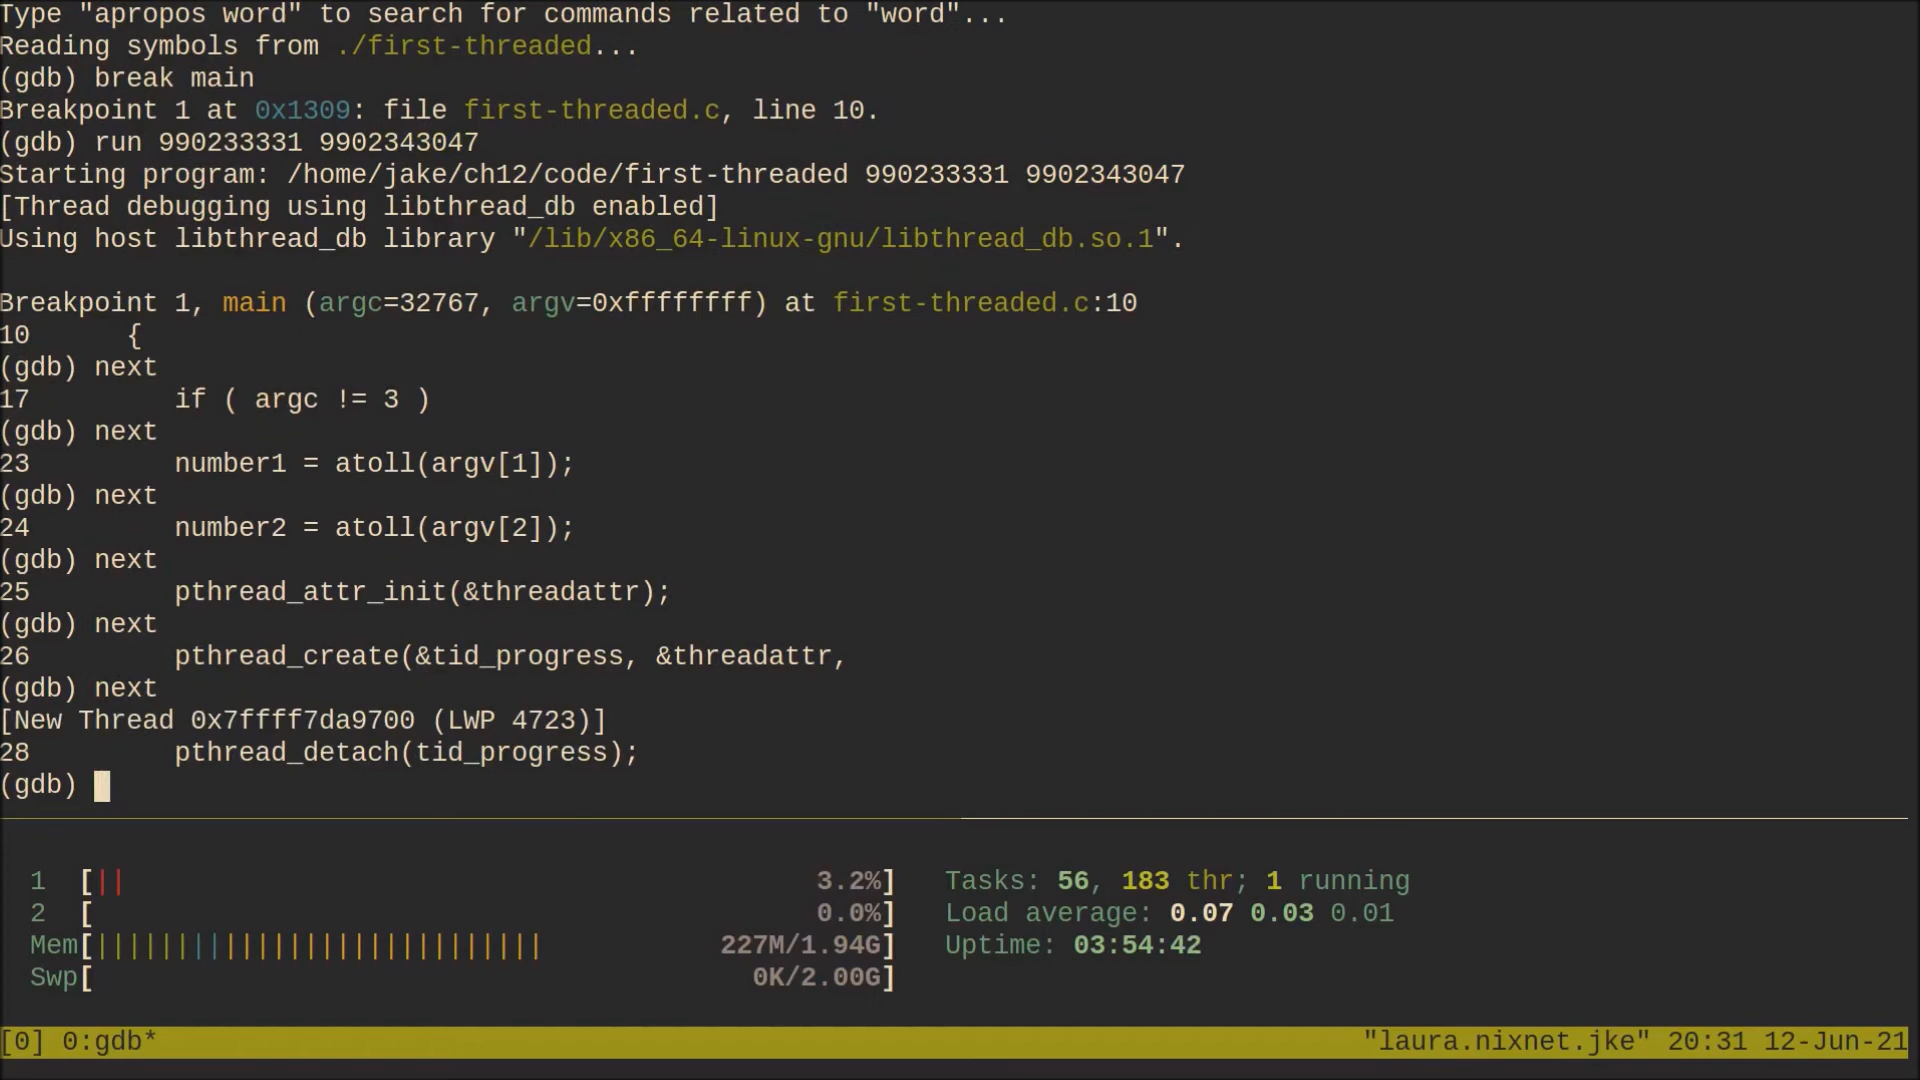 Type "apropos word" to search for commands related to "word"...
Reading symbols from ./first-threaded...
(gdb) break main
Breakpoint 1 at 0x1309: file first-threaded.c, line 10.
(gdb) run 990233331 9902343047
Starting program: /home/jake/ch12/code/first-threaded 990233331 9902343047
[Thread debugging using libthread_db enabled]
Using host libthread_db library "/lib/x86_64-linux-gnu/libthread_db.so.1".
Breakpoint 1, main (argc=32767, argv=0xffffffff) at first-threaded.c:10
10 {
(gdb) next
17 if ( argc != 3 )
(gdb) next
23 number1 = atoll(argv[1]);
(gdb) next
24 number2 = atoll(argv[2]);
(gdb) next
25 pthread_attr_init(&threadattr);
(gdb) next
26 pthread_create(&tid_progress, &threadattr,
(gdb) next
[New Thread 0x7ffff7da9700 (LWP 4723)]
28 pthread_detach(tid_progress);
(gdb)
1 [|| 3.2%] Tasks: 56, 183 thr; 1 running
2 [ 0.0%] Load average: 0.07 0.03 0.01
Mem[|||||||||||||||||||||||||||| 227M/1.94G] Uptime: 03:54:42
Swp[ 0K/2.00G]
[0] 0:gdb* "laura.nixnet.jke" 20:31 12-Jun-21